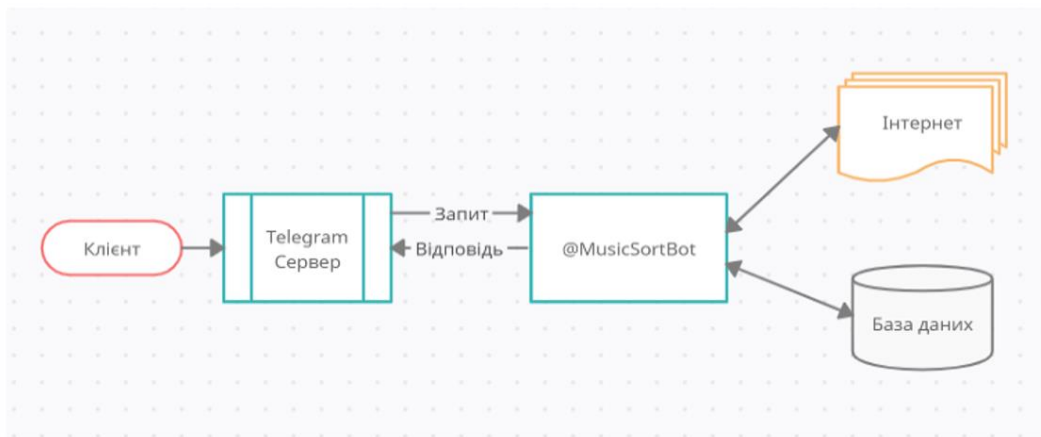 Клієнт
Telegram
Сервер
Запит
Відповідь
@MusicSortBot
Інтернет
База даних